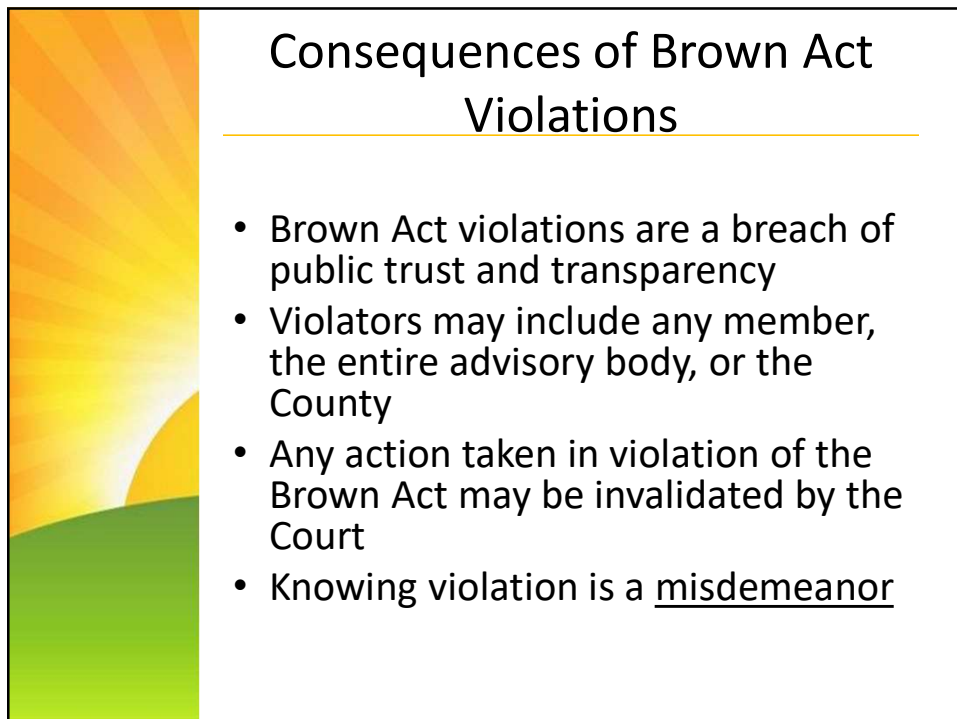 Consequences of Brown Act
Violations
• Brown Act violations are a breach of
public trust and transparency
• Violators may include any member,
the entire advisory body, or the
County
• Any action taken in violation of the
Brown Act may be invalidated by the
Court
• Knowing violation is a misdemeanor